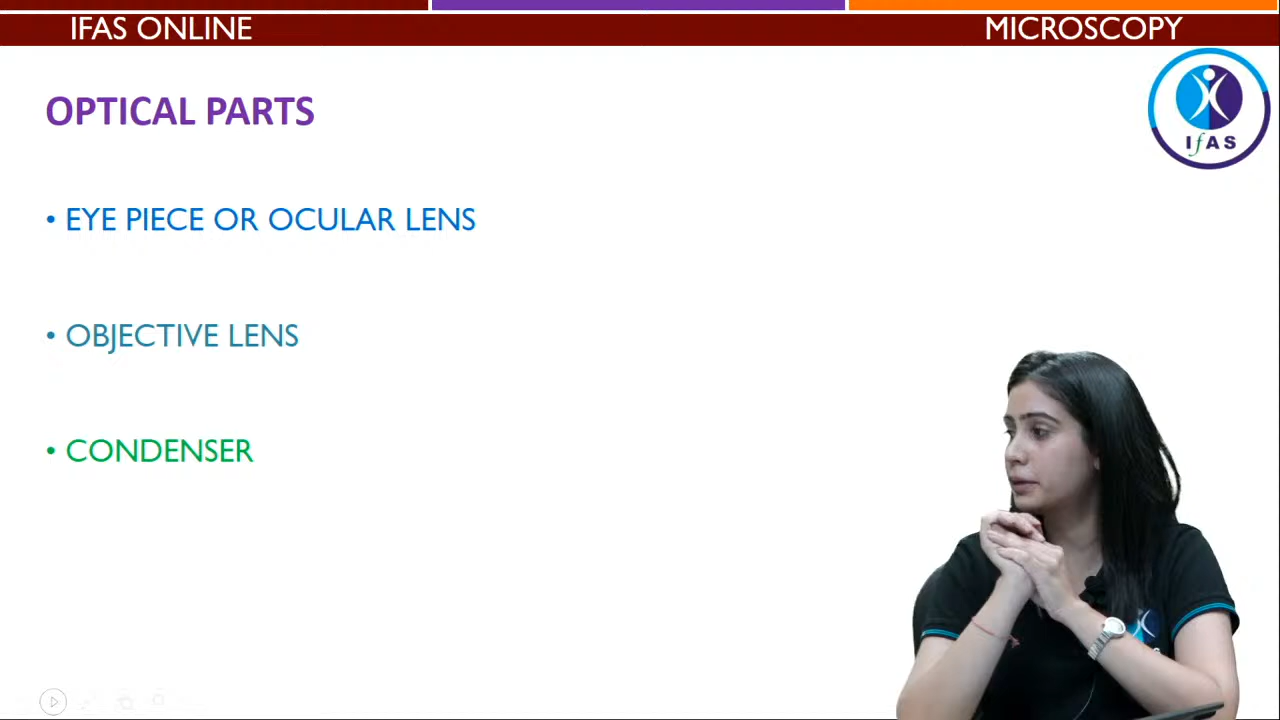 IFAS ONLINE
MICROSCOPY
IfAS
OPTICAL PARTS
• EYE PIECE OR OCULAR LENS
• OBJECTIVE LENS
• CONDENSER